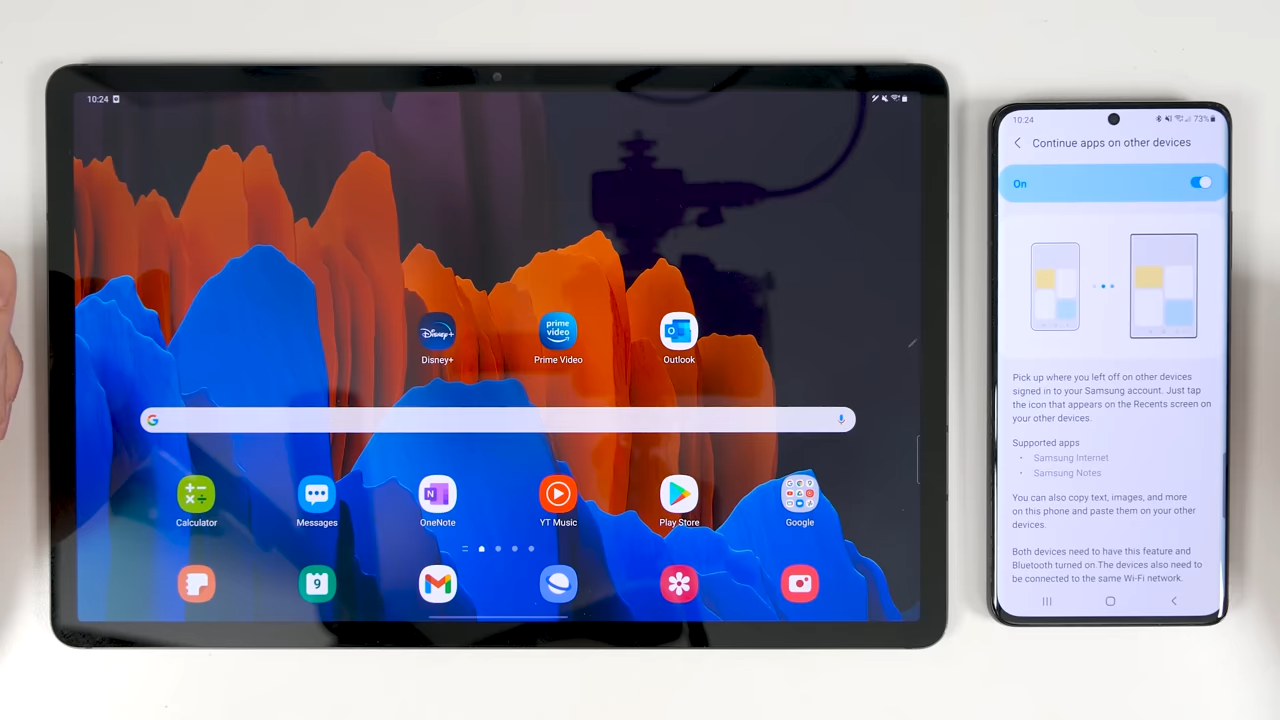 10:24
Disney+
prime
video
Disney+
Prime Video
Outlook
G
Calculator
Messages
N
OneNote
YT Music
Play Store
Google
9
10:24
73%
Continue apps on other devices
On
Pick up where you left off on other devices
signed in to your Samsung account. Just tap
the icon that appears on the Recents screen on
your other devices.
Supported apps
Samsung Internet
Samsung Notes
You can also copy text, images, and more
on this phone and paste them on your other
devices.
Both devices need to have this feature and
Bluetooth turned on.The devices also need to
be connected to the same Wi-Fi network.